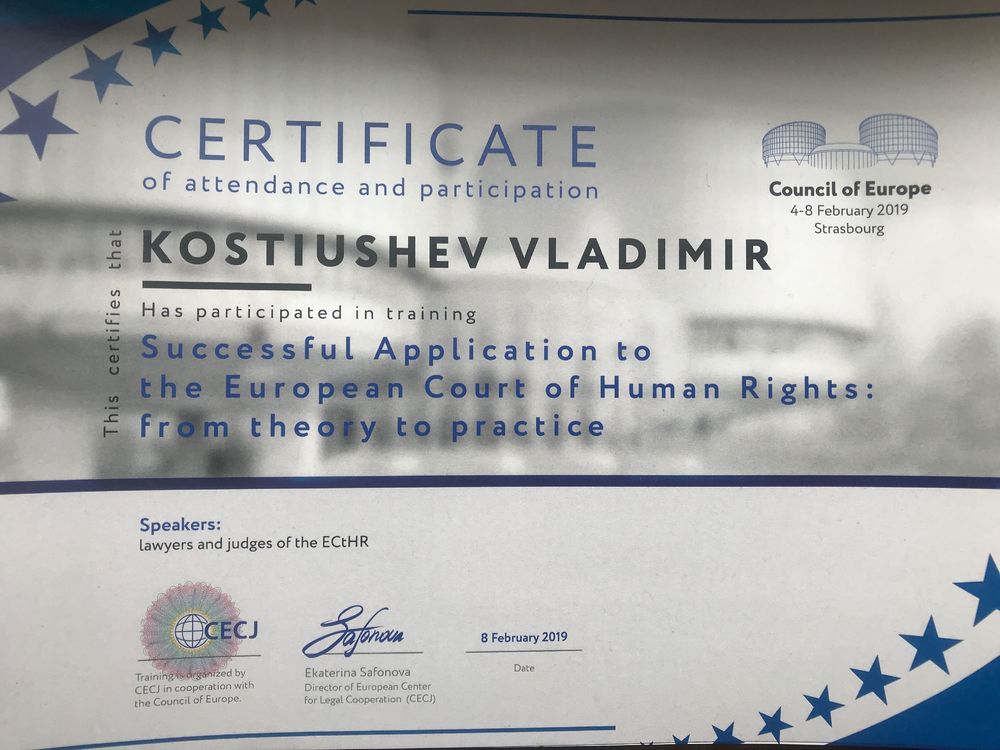 CERTIFICATE
of attendance and participation
Council of Europe
4-8 February 2019
Strasbourg
This certifies that
KOSTIUSHEV VLADIMIR
Has participated in training
Successful Application to
the European Court of Human Rights:
from theory to practice
Speakers:
lawyers and judges of the ECtHR
CECJ
Training is organized by
CECJ in cooperation with
the Council of Europe.
Safonova
Ekaterina Safonova
Director of European Center
for Legal Cooperation (CECJ)
8 February 2019
Date